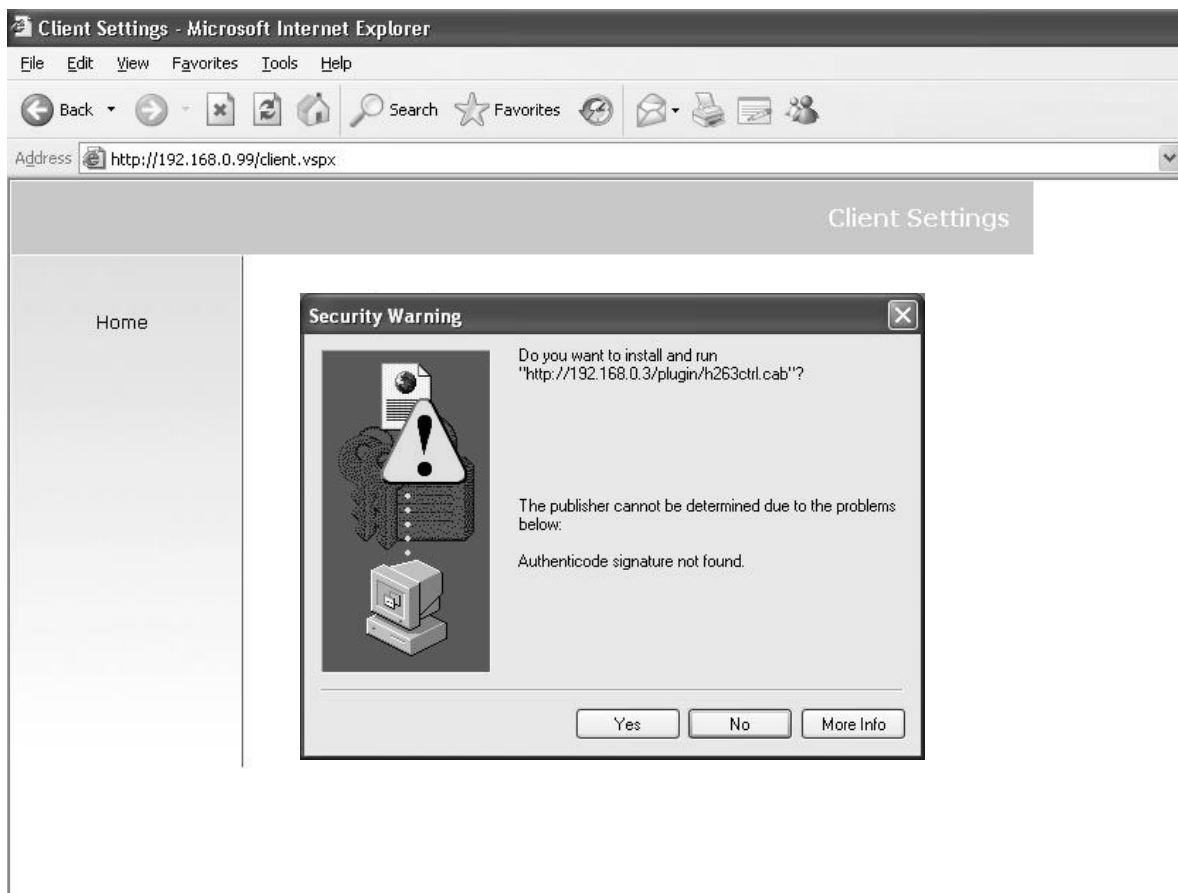 Client Settings - Microsoft Internet Explorer
File Edit View Favorites Tools Help
Back Search Favorites
Address http://192.168.0.99/client.vspx
Client Settings
Home
Security Warning
Do you want to install and run
"http://192.168.0.3/plugin/h263ctrl.cab"?
The publisher cannot be determined due to the problems
below:
Authenticode signature not found.
Yes No More Info